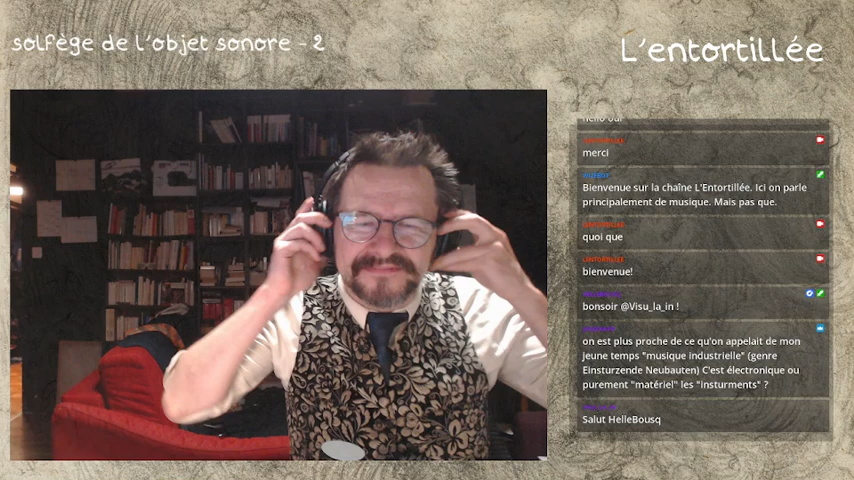 solfège de l'objet sonore - 2
L'entortillée
hello oui
merci
Bienvenue sur la chaîne L'Entortillée. Ici on parle
principalement de musique. Mais pas que.
quoi que
bienvenue!
bonsoir @Visu_la_in !
on est plus proche de ce qu'on appelait de mon
jeune temps "musique industrielle" (genre
Einsturzende Neubauten) C'est électronique ou
purement "matériel" les "insturments" ?
Salut HelleBousq